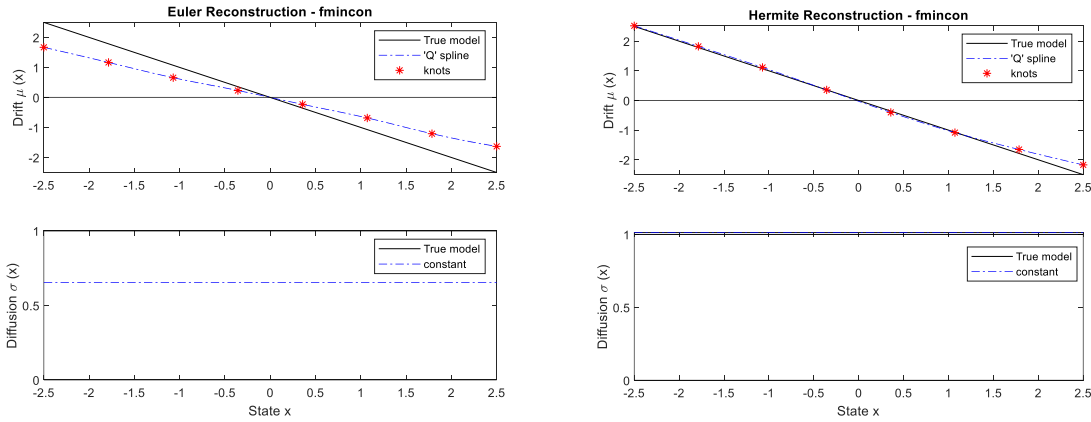 Euler Reconstruction - fmincon
2
1
0
-1
-2
Drift μ (x)
True model
'Q' spline
knots
-2.5 -2 -1.5 -1 -0.5 0 0.5 1 1.5 2 2.5
1
0.5
0
Diffusion σ (x)
True model
constant
-2.5 -2 -1.5 -1 -0.5 0 0.5 1 1.5 2 2.5
State x
Hermite Reconstruction - fmincon
2
1
0
-1
-2
Drift μ (x)
True model
'Q' spline
knots
-2.5 -2 -1.5 -1 -0.5 0 0.5 1 1.5 2 2.5
1
0.5
0
Diffusion σ (x)
True model
constant
-2.5 -2 -1.5 -1 -0.5 0 0.5 1 1.5 2 2.5
State x